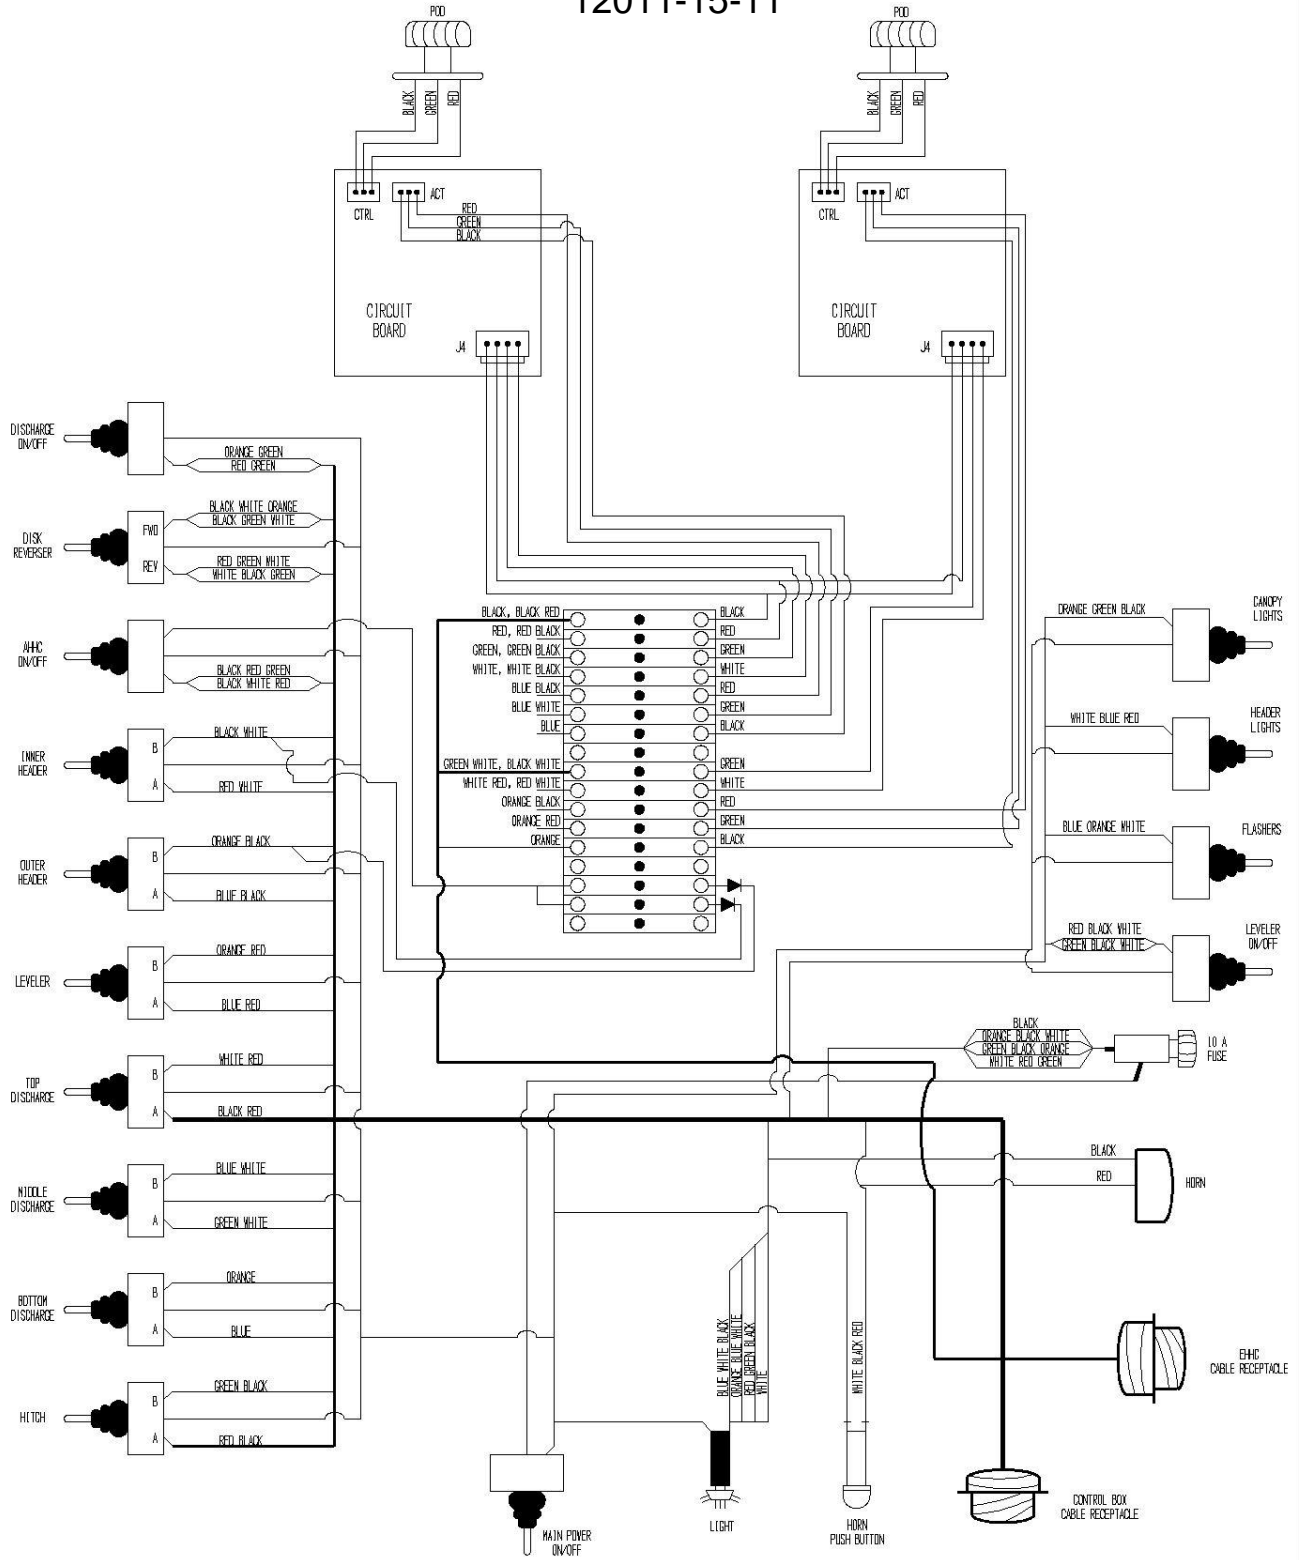 12011-15-11
POD
POD
BLACK
GREEN
RED
BLACK
GREEN
RED
CTRL
ACT
RED
GREEN
BLACK
CIRCUIT
BOARD
J4
CTRL
ACT
CIRCUIT
BOARD
J4
DISCHARGE
ON/OFF
ORANGE GREEN
RED GREEN
DISK
REVERSER
FWD
REV
BLACK WHITE ORANGE
BLACK GREEN WHITE
RED GREEN WHITE
WHITE BLACK GREEN
AHHC
ON/OFF
BLACK RED GREEN
BLACK WHITE RED
INNER
HEADER
B
A
BLACK WHITE
RED WHITE
OUTER
HEADER
B
A
ORANGE BLACK
BLUE BLACK
LEVELER
B
A
ORANGE RED
BLUE RED
TOP
DISCHARGE
B
A
WHITE RED
BLACK RED
MIDDLE
DISCHARGE
B
A
BLUE WHITE
GREEN WHITE
BOTTOM
DISCHARGE
B
A
ORANGE
BLUE
HITCH
B
A
GREEN BLACK
RED BLACK
BLACK, BLACK RED
RED, RED BLACK
GREEN, GREEN BLACK
WHITE, WHITE BLACK
BLUE BLACK
BLUE WHITE
BLUE
GREEN WHITE, BLACK WHITE
WHITE RED, RED WHITE
ORANGE BLACK
ORANGE RED
ORANGE
BLACK
RED
GREEN
WHITE
RED
GREEN
BLACK
GREEN
WHITE
RED
GREEN
BLACK
ORANGE GREEN BLACK
CANOPY
LIGHTS
WHITE BLUE RED
HEADER
LIGHTS
BLUE ORANGE WHITE
FLASHERS
RED BLACK WHITE
GREEN BLACK WHITE
LEVELER
ON/OFF
BLACK
ORANGE BLACK WHITE
GREEN BLACK ORANGE
WHITE RED GREEN
10 A
FUSE
BLACK
RED
HORN
EHHC
CABLE RECEPTACLE
CONTROL BOX
CABLE RECEPTACLE
BLUE WHITE BLACK
ORANGE BLUE WHITE
RED GREEN BLACK
WHITE
WHITE BLACK RED
MAIN POWER
ON/OFF
LIGHT
HORN
PUSH BUTTON